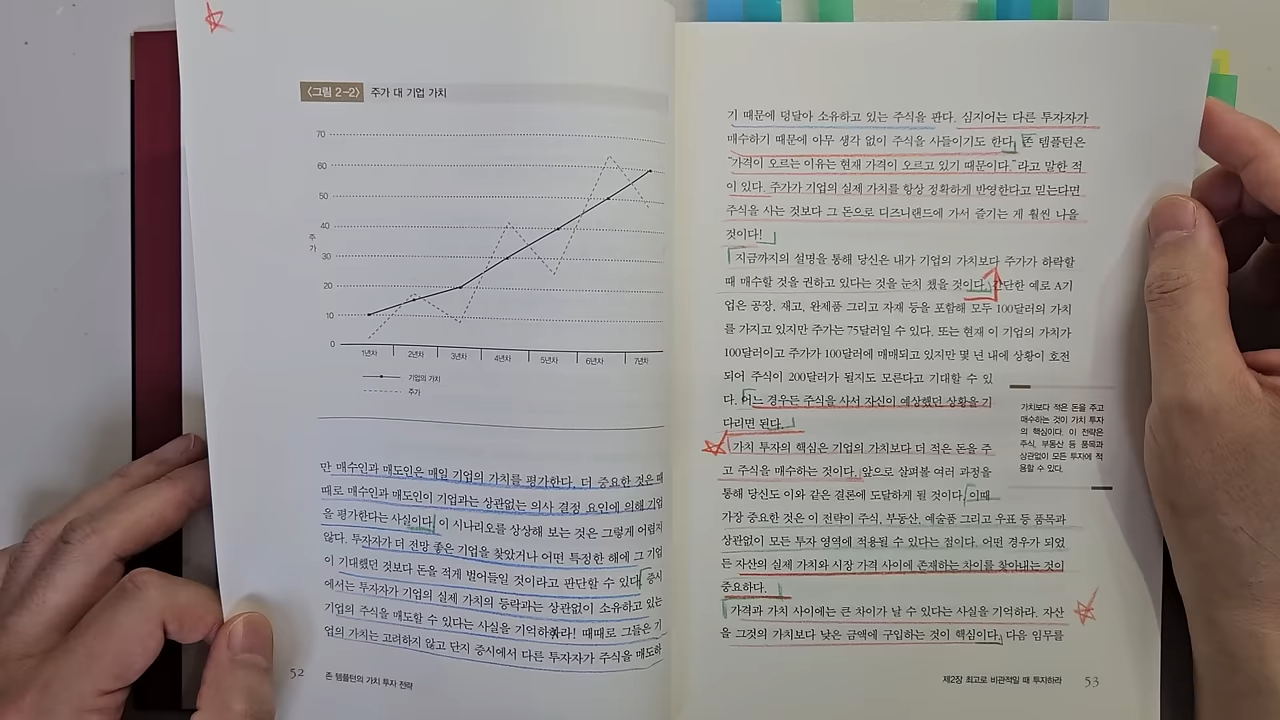 〈그림 2-2〉 주가 대 기업 가치
70
60
50
40
30
20
10
0
주가
1년차 2년차 3년차 4년차 5년차 6년차 7년차
기업의 가치
주가
만 매수인과 매도인은 매일 기업의 가치를 평가한다. 더 중요한 것은 때
때로 매수인과 매도인이 기업과는 상관없는 의사 결정 요인에 의해 기업
을 평가한다는 사실이다. 이 시나리오를 상상해 보는 것은 그렇게 어렵지
않다. 투자자가 더 전망 좋은 기업을 찾았거나 어떤 특정한 해에 그 기업
이 기대했던 것보다 돈을 적게 벌어들일 것이라고 판단할 수 있다. 증시
에서는 투자자가 기업의 실제 가치의 등락과는 상관없이 소유하고 있는
기업의 주식을 매도할 수 있다는 사실을 기억하라! 때때로 그들은 기
업의 가치는 고려하지 않고 단지 증시에서 다른 투자자가 주식을 매도하
52 존 템플턴의 가치 투자 전략
기 때문에 덩달아 소유하고 있는 주식을 판다. 심지어는 다른 투자자가
매수하기 때문에 아무 생각 없이 주식을 사들이기도 한다. 존 템플턴은
“가격이 오르는 이유는 현재 가격이 오르고 있기 때문이다.”라고 말한 적
이 있다. 주가가 기업의 실제 가치를 항상 정확하게 반영한다고 믿는다면
주식을 사는 것보다 그 돈으로 디즈니랜드에 가서 즐기는 게 훨씬 나을
것이다!
지금까지의 설명을 통해 당신은 내가 기업의 가치보다 주가가 하락할
때 매수할 것을 권하고 있다는 것을 눈치 챘을 것이다. 간단한 예로 A기
업은 공장, 재고, 완제품 그리고 자재 등을 포함해 모두 100달러의 가치
를 가지고 있지만 주가는 75달러일 수 있다. 또는 현재 이 기업의 가치가
100달러이고 주가가 100달러에 매매되고 있지만 몇 년 내에 상황이 호전
되어 주식이 200달러가 될지도 모른다고 기대할 수 있
다. 어느 경우든 주식을 사서 자신이 예상했던 상황을 기
다리면 된다.
가치 투자의 핵심은 기업의 가치보다 더 적은 돈을 주
고 주식을 매수하는 것이다. 앞으로 살펴볼 여러 과정을
통해 당신도 이와 같은 결론에 도달하게 될 것이다. 이때
가장 중요한 것은 이 전략이 주식, 부동산, 예술품 그리고 우표 등 품목과
상관없이 모든 투자 영역에 적용될 수 있다는 점이다. 어떤 경우가 되었
든 자산의 실제 가치와 시장 가격 사이에 존재하는 차이를 찾아내는 것이
중요하다.
가격과 가치 사이에는 큰 차이가 날 수 있다는 사실을 기억하라. 자산
을 그것의 가치보다 낮은 금액에 구입하는 것이 핵심이다. 다음 임무를
가치보다 적은 돈을 주고
매수하는 것이 가치 투자
의 핵심이다. 이 전략은
주식, 부동산 등 품목과
상관없이 모든 투자에 적
용할 수 있다.
제2장 최고로 비관적일 때 투자하라 53